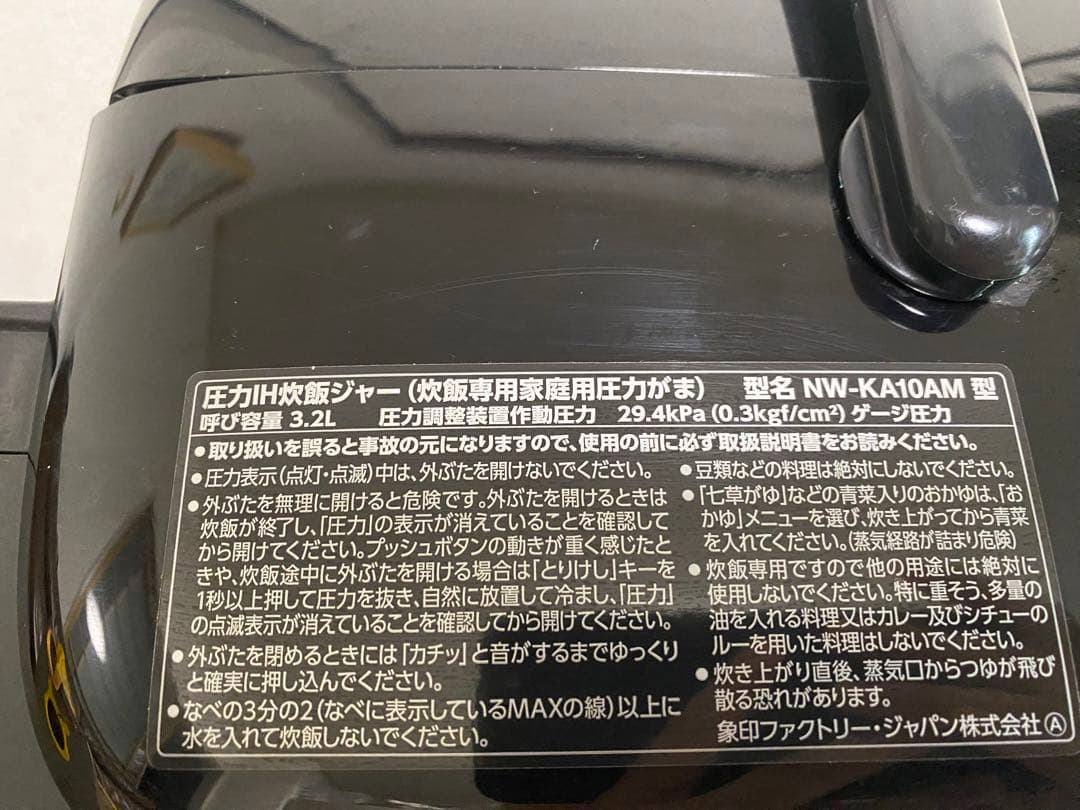 圧力IH炊飯ジャー（炊飯専用家庭用圧力がま） 型名 NW-KA10AM 型
呼び容量 3.2L 圧力調整装置作動圧力 29.4kPa (0.3kgf/cm²) ゲージ圧力
●取り扱いを誤ると事故の元になりますので、使用の前に必ず取扱説明書をお読みください。
●圧力表示（点灯・点滅）中は、外ぶたを開けないでください。
●外ぶたを無理に開けると危険です。外ぶたを開けるときは
炊飯が終了し、「圧力」の表示が消えていることを確認して
から開けてください。プッシュボタンの動きが重く感じたと
きや、炊飯途中に外ぶたを開ける場合は「とりけし」キーを
1秒以上押して圧力を抜き、自然に放置して冷まし、「圧力」
の点滅表示が消えていることを確認してから開けてください。
●外ぶたを閉めるときには「カチッ」と音がするまでゆっくり
と確実に押し込んでください。
●なべの3分の2（なべに表示しているMAXの線）以上に
水を入れて炊飯しないでください。
●豆類などの料理は絶対にしないでください。
●「七草がゆ」などの青菜入りのおかゆは、「お
かゆ」メニューを選び、炊き上がってから青菜
を入れてください。（蒸気経路が詰まり危険）
●炊飯専用ですので他の用途には絶対に
使用しないでください。特に重そう、多量の
油を入れる料理又はカレー及びシチューの
ルーを用いた料理はしないでください。
●炊き上がり直後、蒸気口からつゆが飛び
散る恐れがあります。
象印ファクトリー・ジャパン株式会社 Ⓐ